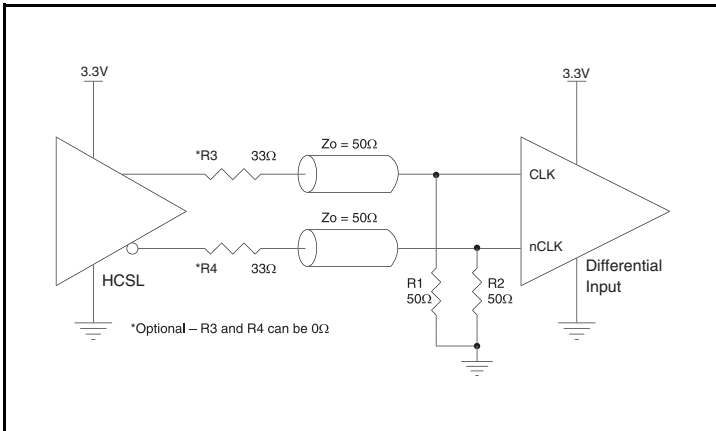 3.3V
3.3V
*R3 33Ω
Zo = 50Ω
CLK
Zo = 50Ω
nCLK
*R4 33Ω
HCSL
R1
50Ω
R2
50Ω
Differential
Input
*Optional – R3 and R4 can be 0Ω